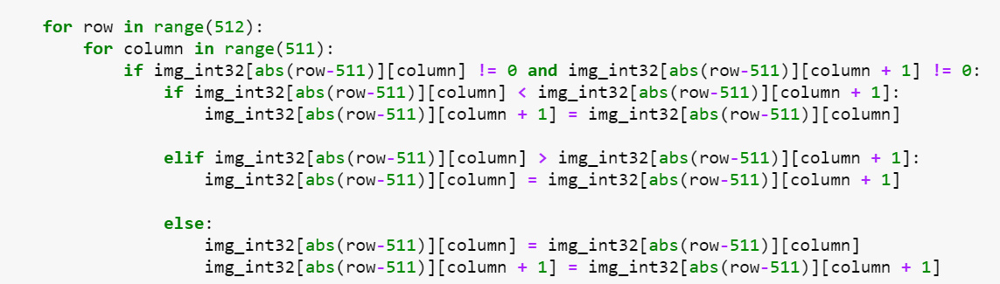 for row in range(512):
    for column in range(511):
        if img_int32[abs(row-511)][column] != 0 and img_int32[abs(row-511)][column + 1] != 0:
            if img_int32[abs(row-511)][column] < img_int32[abs(row-511)][column + 1]:
                img_int32[abs(row-511)][column + 1] = img_int32[abs(row-511)][column]
            elif img_int32[abs(row-511)][column] > img_int32[abs(row-511)][column + 1]:
                img_int32[abs(row-511)][column] = img_int32[abs(row-511)][column + 1]
            else:
                img_int32[abs(row-511)][column] = img_int32[abs(row-511)][column]
                img_int32[abs(row-511)][column + 1] = img_int32[abs(row-511)][column + 1]